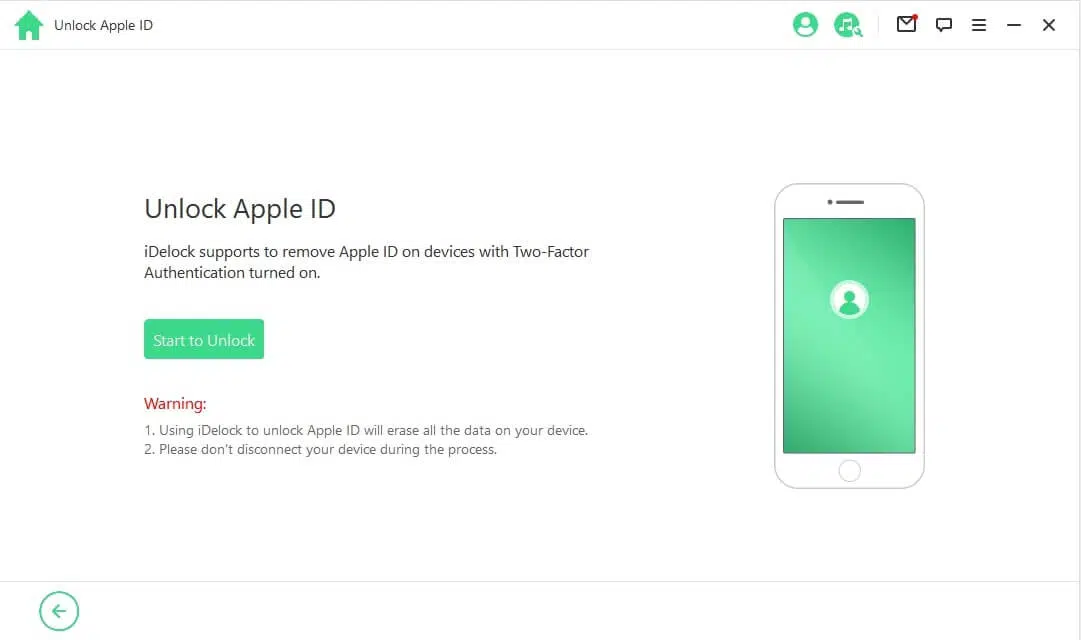 Unlock Apple ID
Unlock Apple ID
iDelock supports to remove Apple ID on devices with Two-Factor
Authentication turned on.
Start to Unlock
Warning:
1. Using iDelock to unlock Apple ID will erase all the data on your device.
2. Please don't disconnect your device during the process.